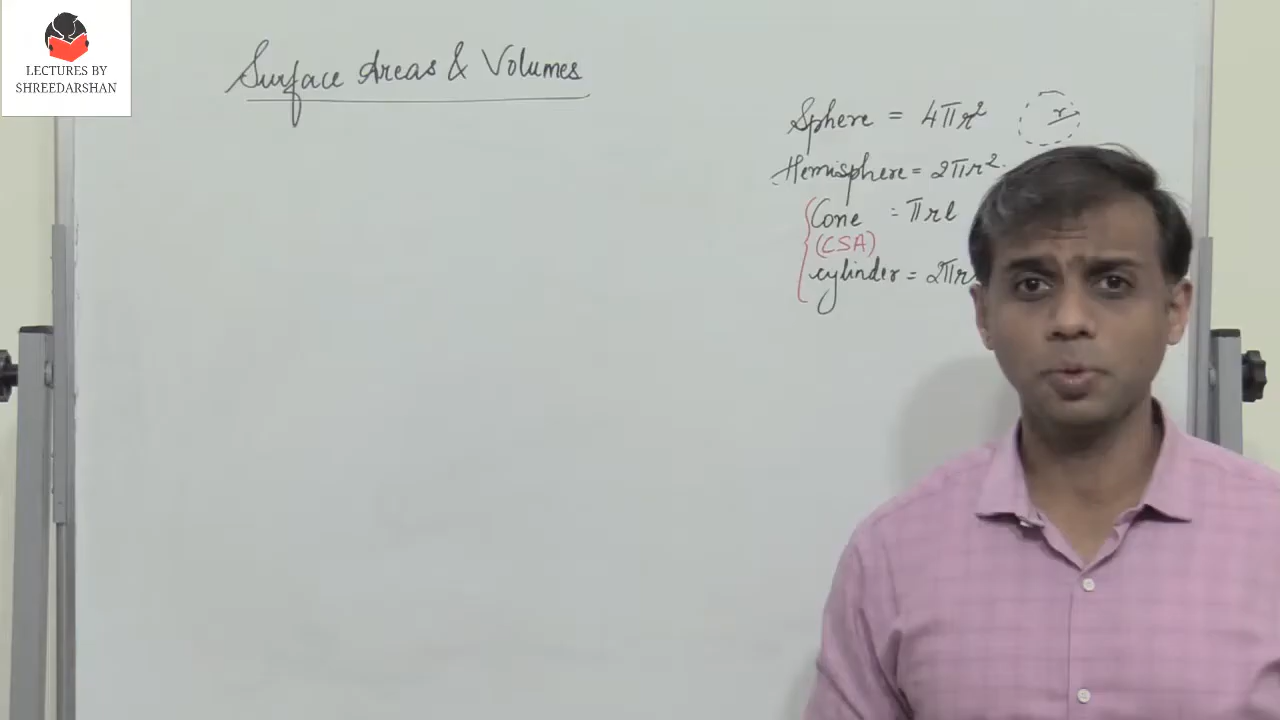 LECTURES BY
SHREEDARSHAN
Surface Areas & Volumes
Sphere = 4πr²
r
Hemisphere = 2πr².
Cone = πrl
(CSA)
cylinder = 2πr